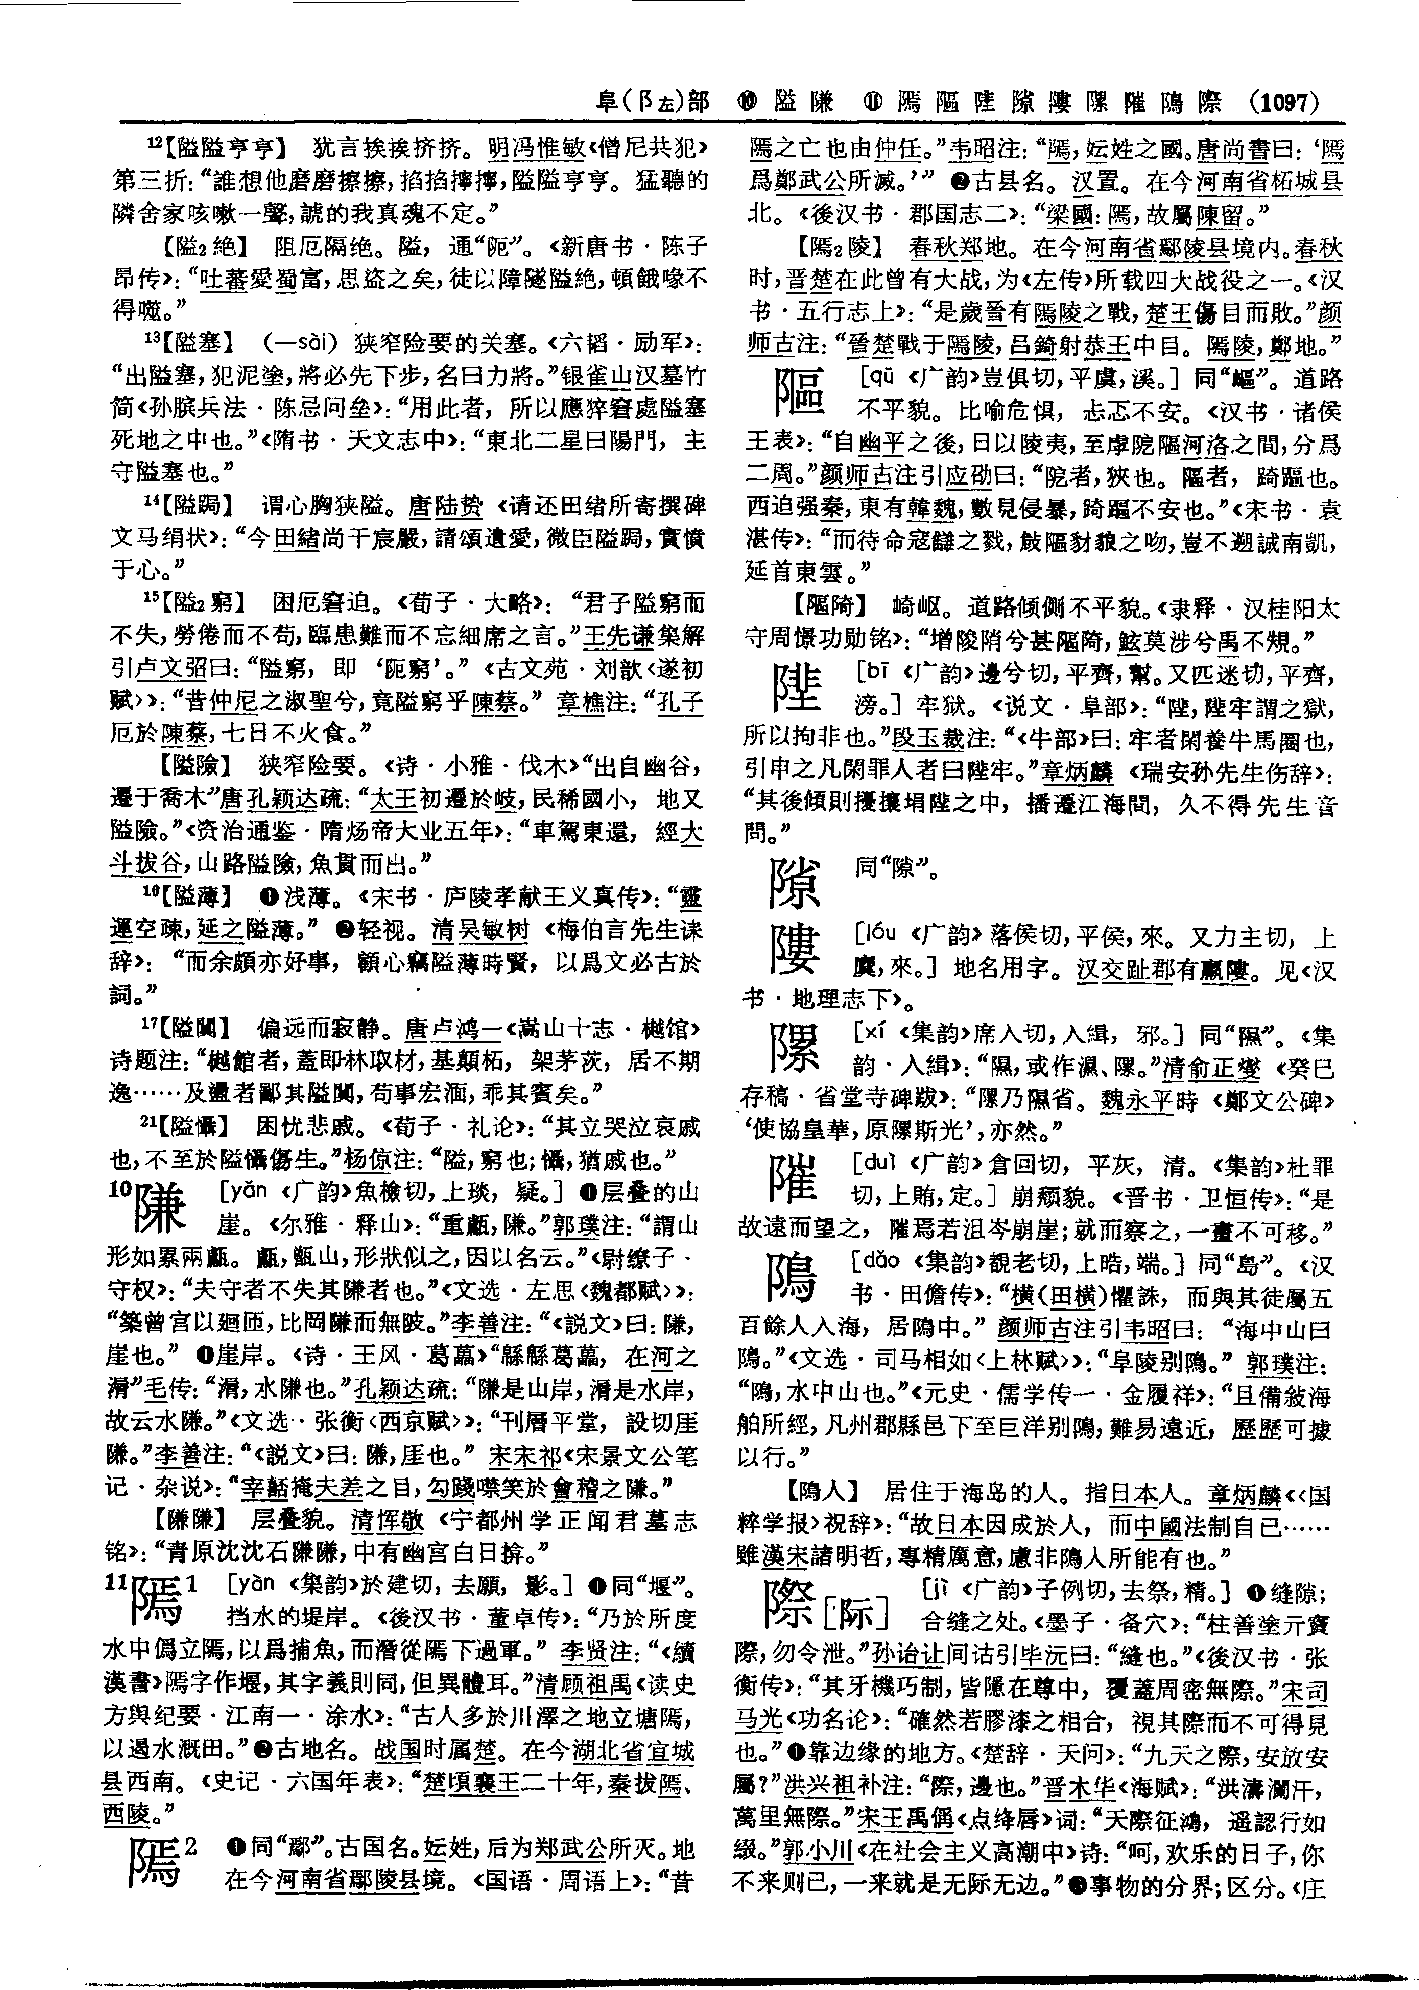 阜(阝左)部 ⑩隘隒 ⑪隖𨻳陛隙𨻻𨻸隤隝際 (1097)
12【隘隘亨亨】 犹言挨挨挤挤。明冯惟敏《僧尼共犯》
第三折：“誰想他磨磨擦擦，掐掐擰擰，隘隘亨亨。猛聽的
隣舍家咳嗽一聲，諕的我真魂不定。”
【隘2絶】 阻厄隔绝。隘，通“阨”。《新唐书·陈子
昂传》：“吐蕃愛蜀富，思盜之矣，徒以障隧隘絶，頓餓喙不
得噬。”
13【隘塞】 (—sài) 狭窄险要的关塞。《六韬·励军》：
“出隘塞，犯泥塗，將必先下步，名曰力將。”银雀山汉墓竹
简《孙膑兵法·陈忌问垒》：“用此者，所以應猝窘處隘塞
死地之中也。”《隋书·天文志中》：“東北二星曰陽門，主
守隘塞也。”
14【隘跼】 谓心胸狭隘。唐陆贽《请还田绪所寄撰碑
文马绢状》：“今田緒尚干宸嚴，請頌遺愛，微臣隘跼，實憤
于心。”
15【隘2窮】 困厄窘迫。《荀子·大略》：“君子隘窮而
不失，勞倦而不苟，臨患難而不忘細席之言。”王先谦集解
引卢文弨曰：“隘窮，即‘阨窮’。”《古文苑·刘歆〈遂初
赋〉》：“昔仲尼之淑聖兮，竟隘窮乎陳蔡。”章樵注：“孔子
厄於陳蔡，七日不火食。”
【隘險】 狭窄险要。《诗·小雅·伐木》“出自幽谷，
遷于喬木”唐孔颖达疏：“太王初遷於岐，民稀國小，地又
隘險。”《资治通鉴·隋炀帝大业五年》：“車駕東還，經大
斗拔谷，山路隘險，魚貫而出。”
16【隘薄】 ❶浅薄。《宋书·庐陵孝献王义真传》：“靈
運空疎，延之隘薄。” ❷轻视。清吴敏树《梅伯言先生诔
辞》：“而余頗亦好事，顧心竊隘薄時賢，以爲文必古於
詞。”
17【隘闃】 偏远而寂静。唐卢鸿一《嵩山十志·樾馆》
诗题注：“樾館者，蓋即林取材，基顛柘，架茅茨，居不期
逸……及盪者鄙其隘闃，苟事宏湎，乖其賓矣。”
21【隘懾】 困忧悲戚。《荀子·礼论》：“其立哭泣哀戚
也，不至於隘懾傷生。”杨倞注：“隘，窮也；懾，猶戚也。”
10隒 [yǎn 《广韵》魚檢切，上琰，疑。] ❶层叠的山
崖。《尔雅·释山》：“重甗，隒。”郭璞注：“謂山
形如累兩甗。甗，甑山，形狀似之，因以名云。”《尉缭子·
守权》：“夫守者不失其隒者也。”《文选·左思〈魏都赋〉》：
“築曾宫以迴匝，比岡隒而無陂。”李善注：“《説文》曰：隒，
崖也。” ❶崖岸。《诗·王风·葛藟》“緜緜葛藟，在河之
漘”毛传：“漘，水隒也。”孔颖达疏：“隒是山岸，漘是水岸，
故云水隒。”《文选·张衡〈西京赋〉》：“刊層平堂，設切厓
隒。”李善注：“《説文》曰：隒，厓也。” 宋宋祁《宋景文公笔
记·杂说》：“宰嚭掩夫差之目，勾踐噤笑於會稽之隒。”
【隒隒】 层叠貌。清恽敬《宁都州学正闻君墓志
铭》：“青原沈沈石隒隒，中有幽宫白日揜。”
11隖1 [yàn 《集韵》於建切，去願，影。] ❶同“堰”。
挡水的堤岸。《後汉书·董卓传》：“乃於所度
水中僞立隁，以爲捕魚，而潛從隁下過軍。” 李贤注：“《續
漢書》隁字作堰，其字義則同，但異體耳。”清顾祖禹《读史
方舆纪要·江南一·涂水》：“古人多於川澤之地立塘隁，
以遏水溉田。”❷古地名。战国时属楚。在今湖北省宜城
县西南。《史记·六国年表》：“楚頃襄王二十年，秦拔隁、
西陵。”
隁2 ❶同“鄢”。古国名。妘姓，后为郑武公所灭。地
在今河南省鄢陵县境。《国语·周语上》：“昔
隁之亡也由仲任。”韦昭注：“隁，妘姓之國。唐尚書曰：‘隁
爲鄭武公所滅。’” ❷古县名。汉置。在今河南省柘城县
北。《後汉书·郡国志二》：“梁國：隁，故屬陳留。”
【隁2陵】 春秋郑地。在今河南省鄢陵县境内。春秋
时，晋楚在此曾有大战，为《左传》所载四大战役之一。《汉
书·五行志上》：“是歲晉有隁陵之戰，楚王傷目而敗。”颜
师古注：“晉楚戰于隁陵，吕錡射恭王中目。隁陵，鄭地。”
𨻳 [qū 《广韵》豈俱切，平虞，溪。] 同“嶇”。道路
不平貌。比喻危惧，忐忑不安。《汉书·诸侯
王表》：“自幽平之後，日以陵夷，至虖阸𨻳河洛之間，分爲
二周。”颜师古注引应劭曰：“阸者，狹也。𨻳者，踦𨄅也。
西迫强秦，東有韓魏，數見侵暴，踦𨄅不安也。”《宋书·袁
湛传》：“而待命寇讎之戮，敧𨻳豺狼之吻，豈不遡誠南凱，
延首東雲。”
【𨻳陭】 崎岖。道路倾侧不平貌。《隶释·汉桂阳太
守周憬功勋铭》：“增陵陗兮甚𨻳陭，鮌莫涉兮禹不䂓。”
陛 [bī 《广韵》邊兮切，平齊，幫。又匹迷切，平齊，
滂。] 牢狱。《说文·阜部》：“陛，陛牢謂之獄，
所以拘非也。”段玉裁注：“《牛部》曰：牢者閑養牛馬圈也，
引申之凡閑罪人者曰陛牢。”章炳麟《瑞安孙先生伤辞》：
“其後傾則擾攘埍陛之中，播遷江海間，久不得先生音
問。”
隙 同“隙”。
𨻻 [lóu 《广韵》落侯切，平侯，來。又力主切，上
麌，來。] 地名用字。汉交趾郡有羸𨻻。见《汉
书·地理志下》。
𨻸 [xí 《集韵》席入切，入緝，邪。] 同“隰”。《集
韵·入緝》：“隰，或作濕、𨻸。”清俞正燮《癸巳
存稿·省堂寺碑跋》：“𨻸乃隰省。魏永平時《鄭文公碑》
‘使協皇華，原𨻸斯光’，亦然。”
隓 [duì 《广韵》倉回切，平灰，清。《集韵》杜罪
切，上賄，定。] 崩颓貌。《晋书·卫恒传》：“是
故遠而望之，隓焉若沮岑崩崖；就而察之，一畫不可移。”
隝 [dǎo 《集韵》覩老切，上晧，端。] 同“島”。《汉
书·田儋传》：“横(田横)懼誅，而與其徒屬五
百餘人入海，居隝中。” 颜师古注引韦昭曰：“海中山曰
隝。”《文选·司马相如〈上林赋〉》：“阜陵别隝。” 郭璞注：
“隝，水中山也。”《元史·儒学传一·金履祥》：“且備敍海
舶所經，凡州郡縣邑下至巨洋别隝，難易遠近，歷歷可據
以行。”
【隝人】 居住于海岛的人。指日本人。章炳麟《〈国
粹学报〉祝辞》：“故日本因成於人，而中國法制自己……
雖漢宋諸明哲，專精厲意，慮非隝人所能有也。”
際[际] [jì 《广韵》子例切，去祭，精。] ❶缝隙；
合缝之处。《墨子·备穴》：“柱善塗亓竇
際，勿令泄。”孙诒让间诂引毕沅曰：“縫也。”《後汉书·张
衡传》：“其牙機巧制，皆隱在尊中，覆蓋周密無際。”宋司
马光《功名论》：“確然若膠漆之相合，視其際而不可得見
也。”❶靠边缘的地方。《楚辞·天问》：“九天之際，安放安
屬？”洪兴祖补注：“際，邊也。”晋木华《海赋》：“洪濤瀾汗，
萬里無際。”宋王禹偁《点绛唇》词：“天際征鴻，遥認行如
綴。”郭小川《在社会主义高潮中》诗：“呵，欢乐的日子，你
不来则已，一来就是无际无边。”❸事物的分界；区分。《庄